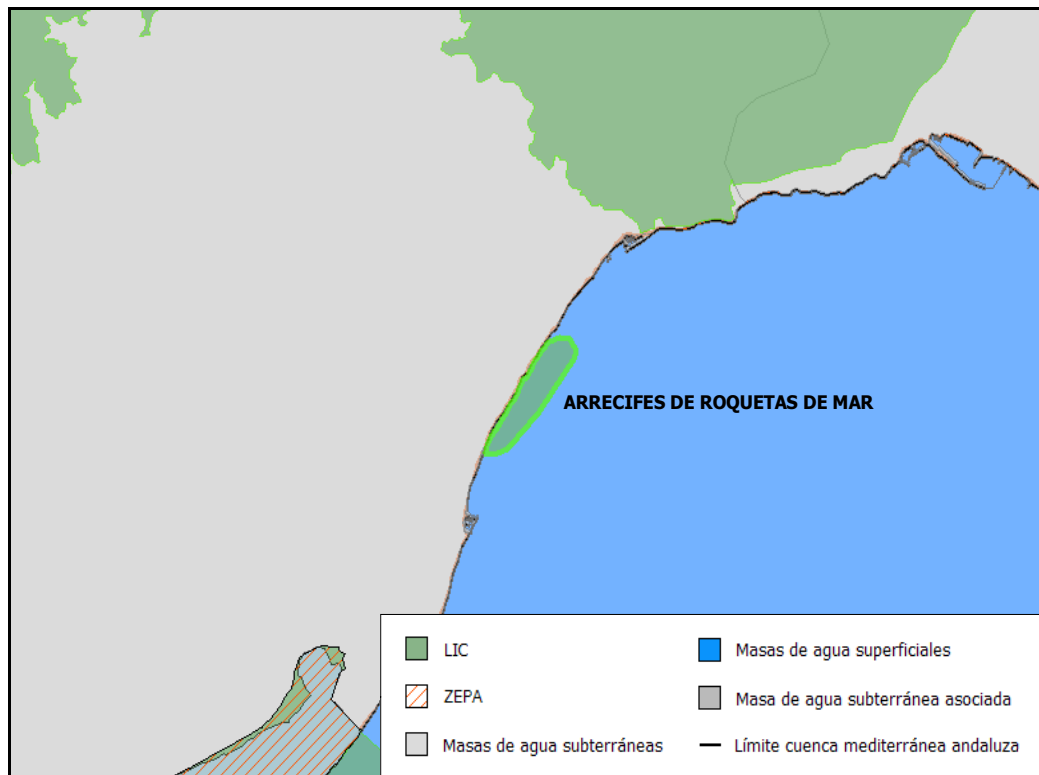 ARRECIFES DE ROQUETAS DE MAR
LIC
ZEPA
Masas de agua subterráneas
Masas de agua superficiales
Masa de agua subterránea asociada
Límite cuenca mediterránea andaluza